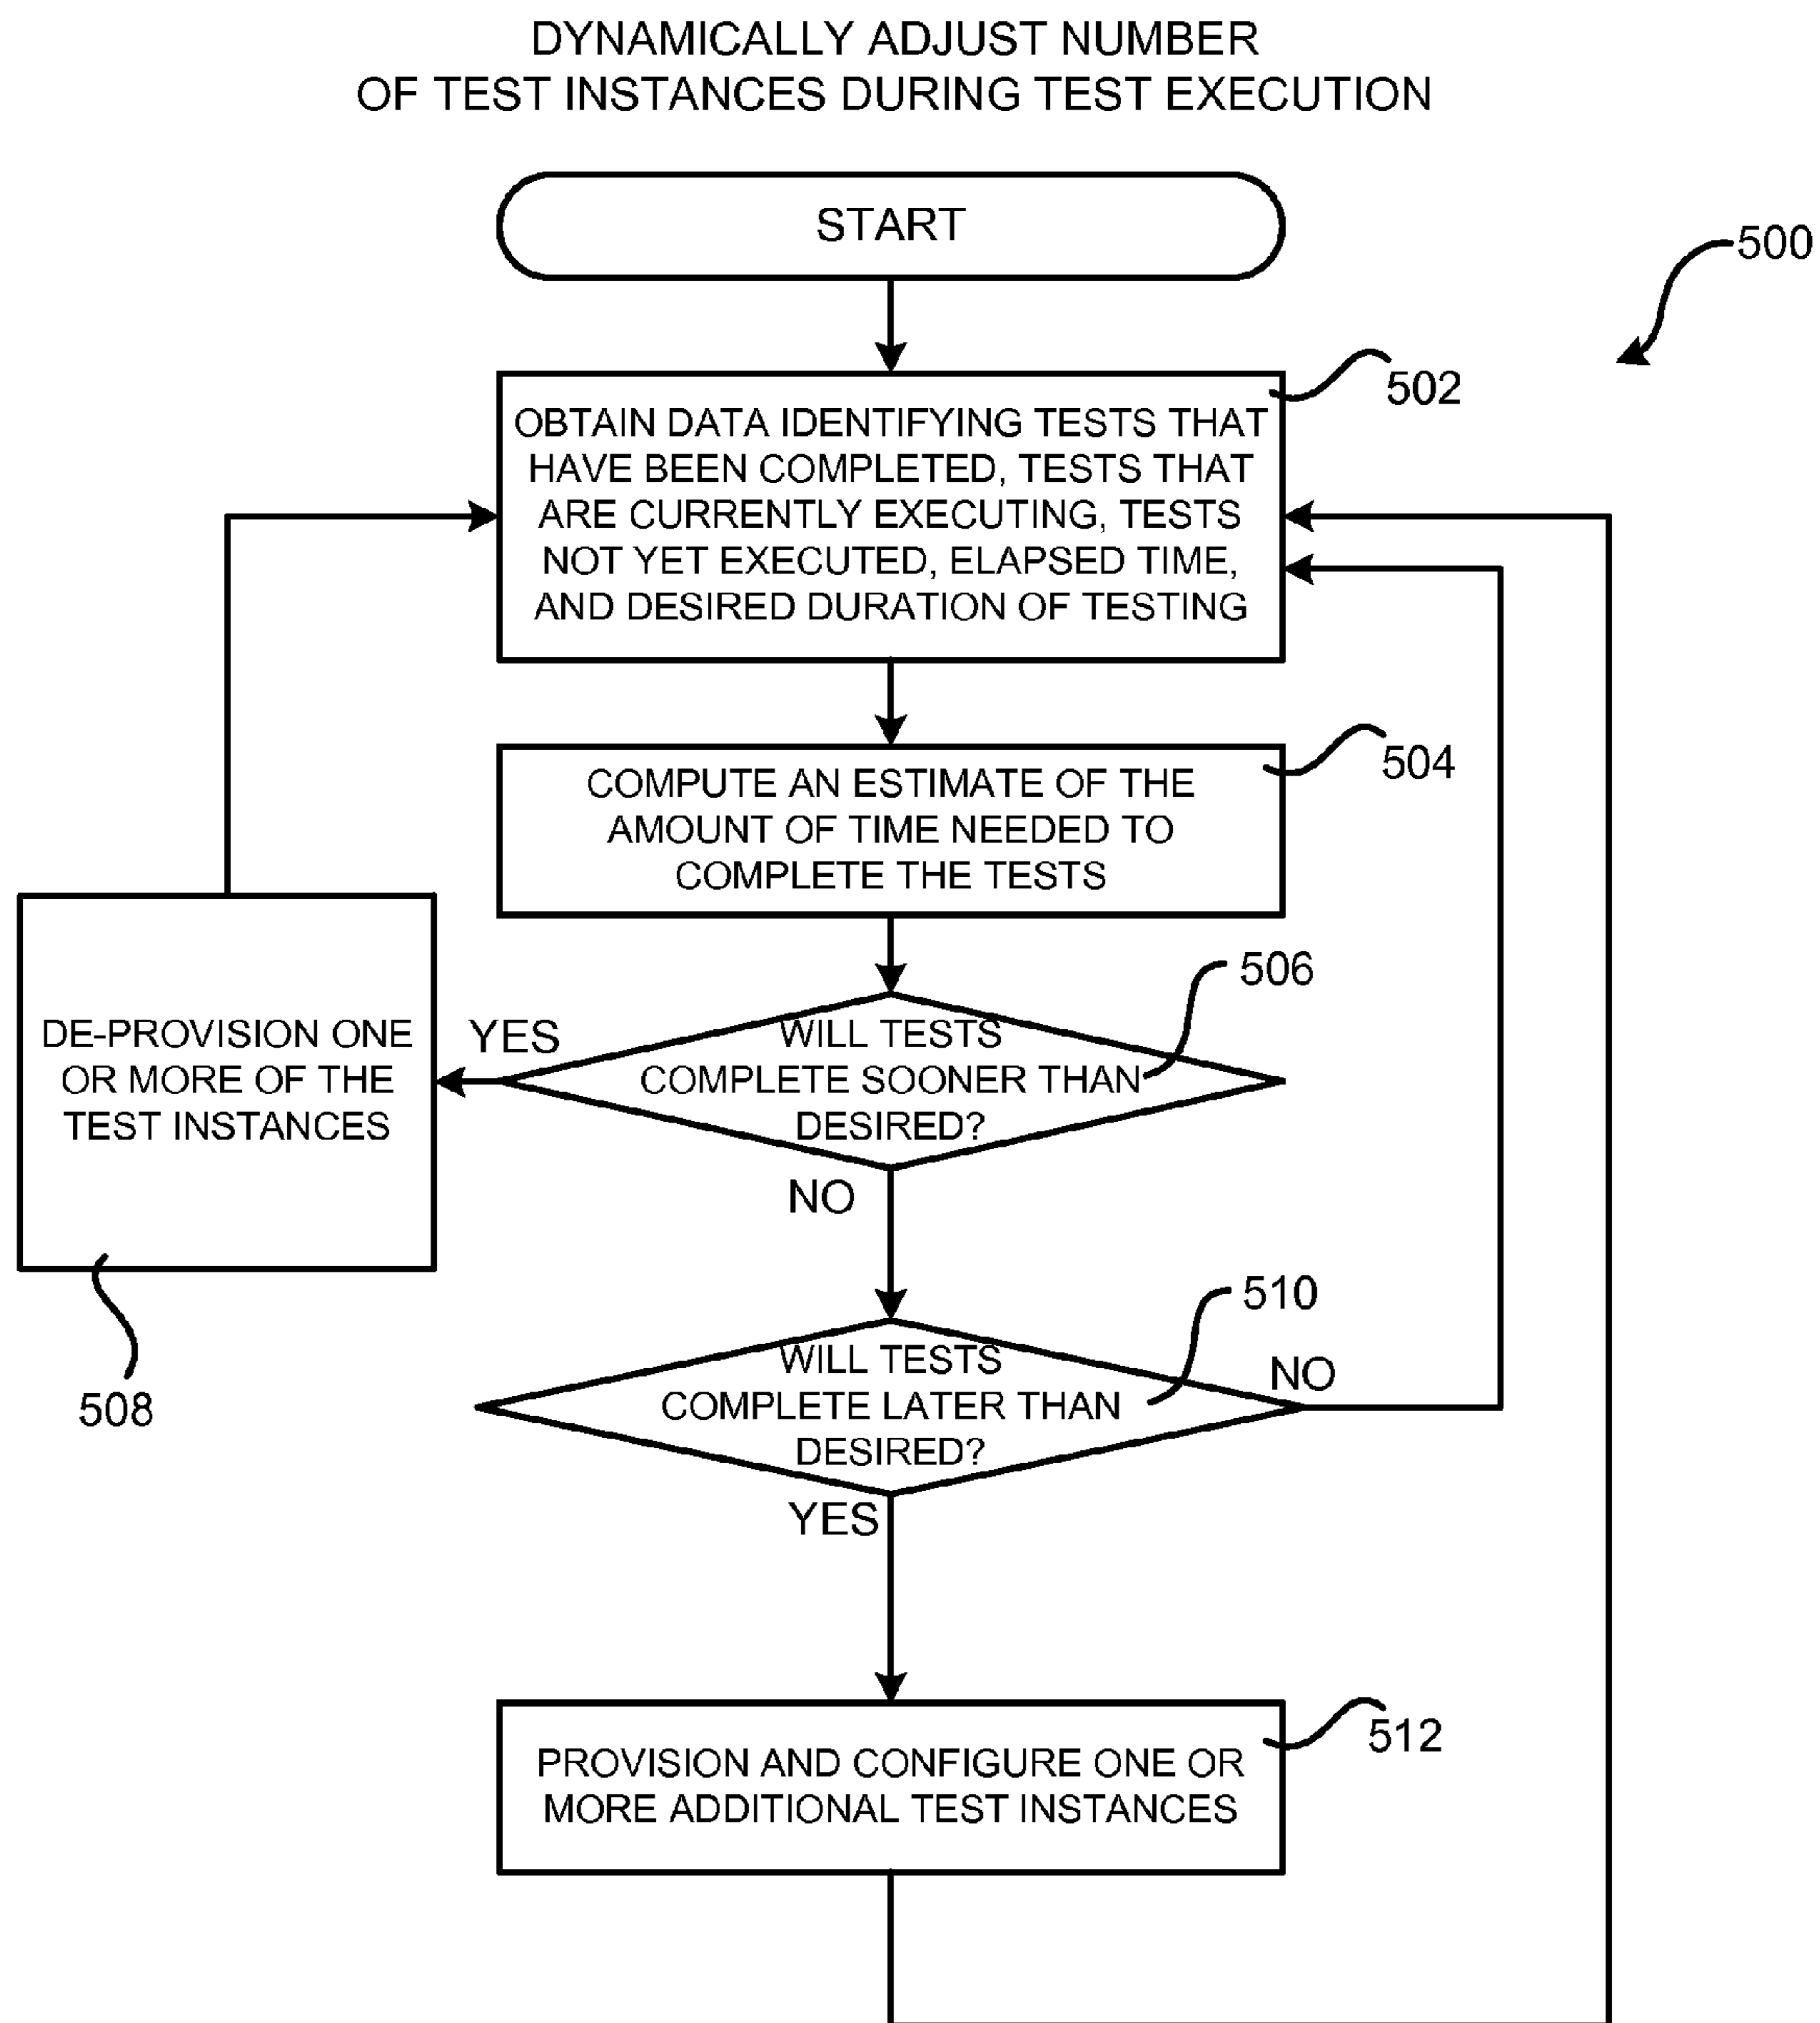 DYNAMICALLY ADJUST NUMBER
OF TEST INSTANCES DURING TEST EXECUTION
START
500
502
OBTAIN DATA IDENTIFYING TESTS THAT
HAVE BEEN COMPLETED, TESTS THAT
ARE CURRENTLY EXECUTING, TESTS
NOT YET EXECUTED, ELAPSED TIME,
AND DESIRED DURATION OF TESTING
504
COMPUTE AN ESTIMATE OF THE
AMOUNT OF TIME NEEDED TO
COMPLETE THE TESTS
506
WILL TESTS
COMPLETE SOONER THAN
DESIRED?
YES
DE-PROVISION ONE
OR MORE OF THE
TEST INSTANCES
508
NO
510
WILL TESTS
COMPLETE LATER THAN
DESIRED?
NO
YES
512
PROVISION AND CONFIGURE ONE OR
MORE ADDITIONAL TEST INSTANCES